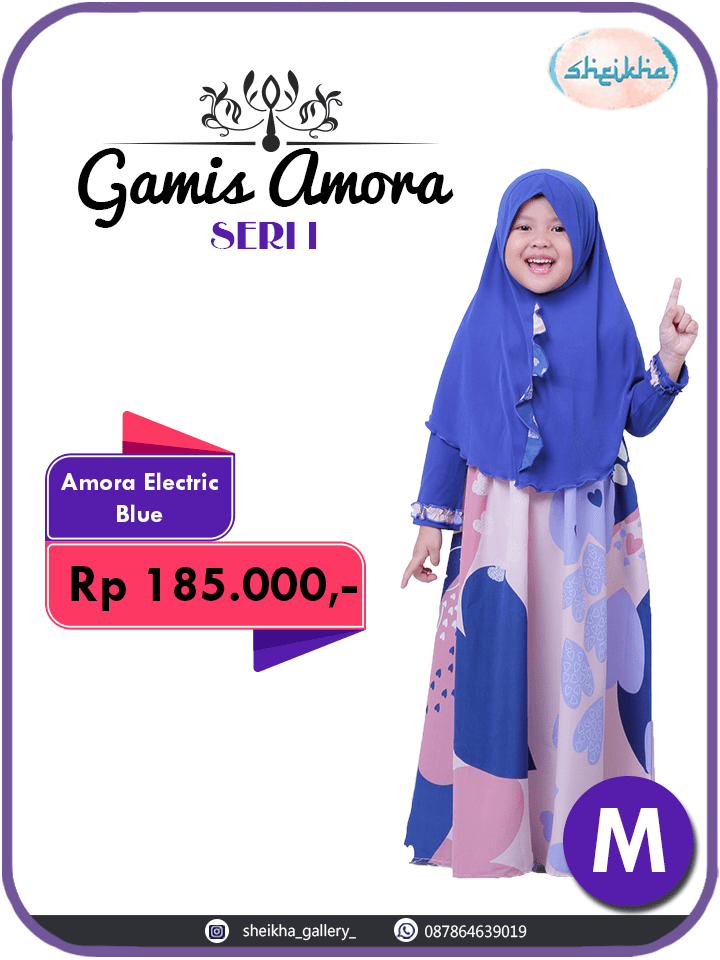 sheikha
Gamis Amora
SERI I
Amora Electric
Blue
Rp 185.000,-
M
sheikha_gallery_
087864639019